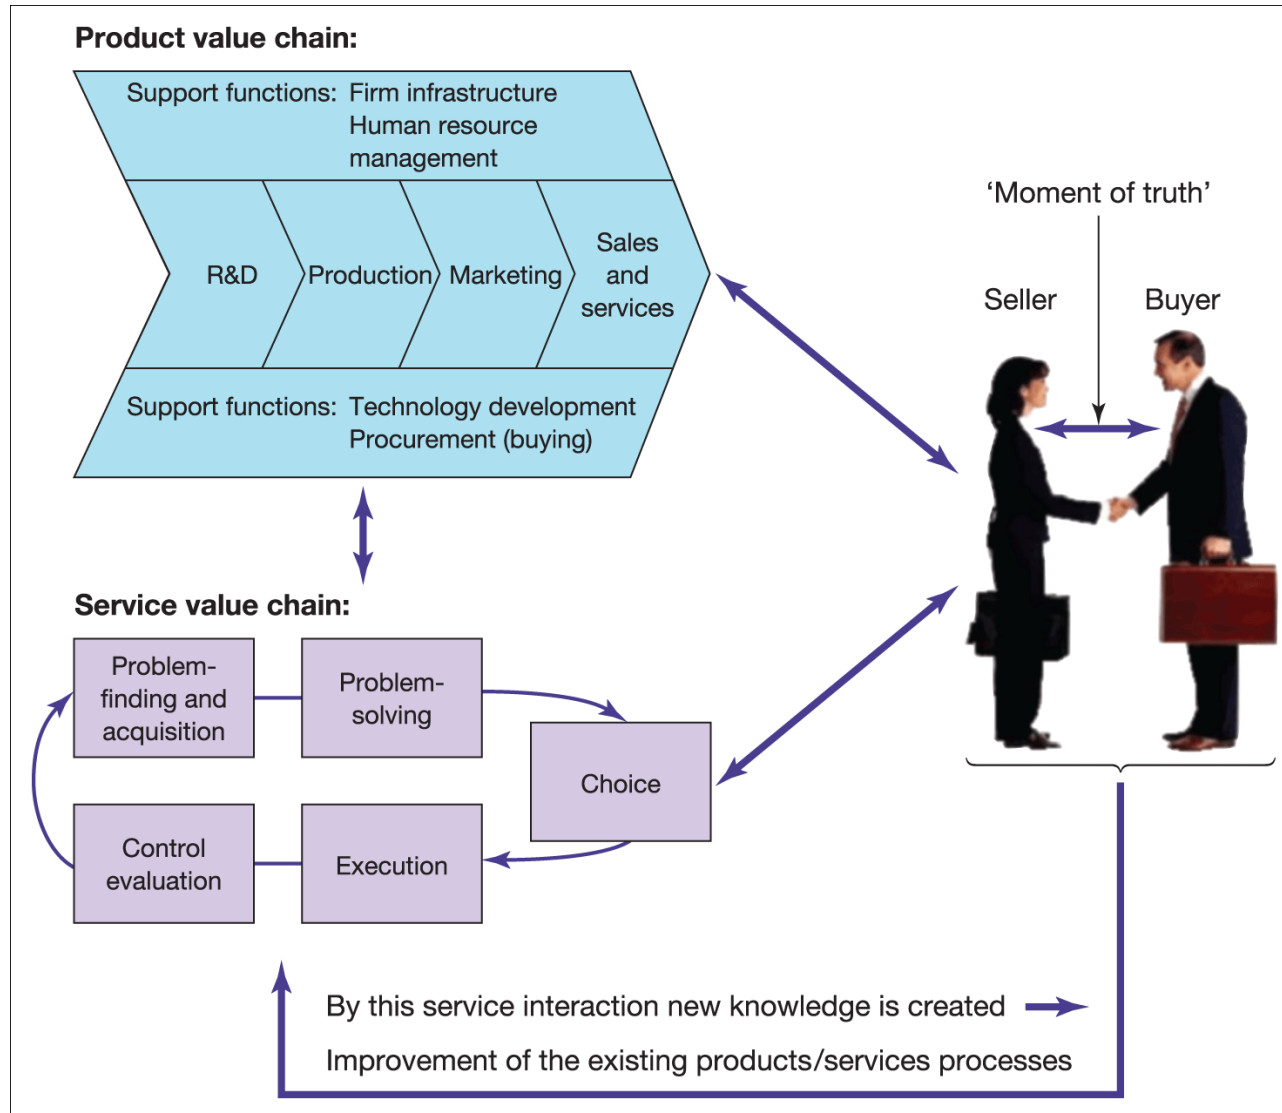 Product value chain:
Support functions: Firm infrastructure
Human resource
management
R&D
Production
Marketing
Sales
and
services
Support functions: Technology development
Procurement (buying)
‘Moment of truth’
Seller
Buyer
Service value chain:
Problem-
finding and
acquisition
Problem-
solving
Choice
Execution
Control
evaluation
By this service interaction new knowledge is created
Improvement of the existing products/services processes